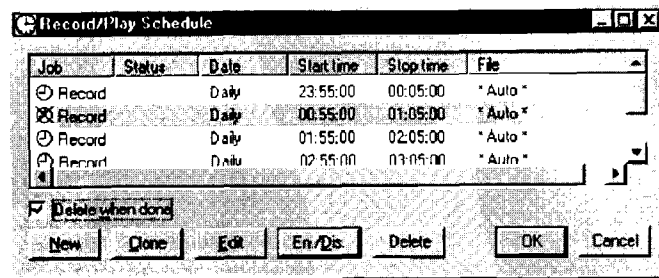 Record/Play Schedule
Job Status Date Start time Stop time File
Record Daily 23:55:00 00:05:00 * Auto *
Record Daily 00:55:00 01:05:00 * Auto *
Record Daily 01:55:00 02:05:00 * Auto *
Record Daily 02:55:00 03:05:00 * Auto *
Delete when done
New Clone Edit En./Dis. Delete OK Cancel